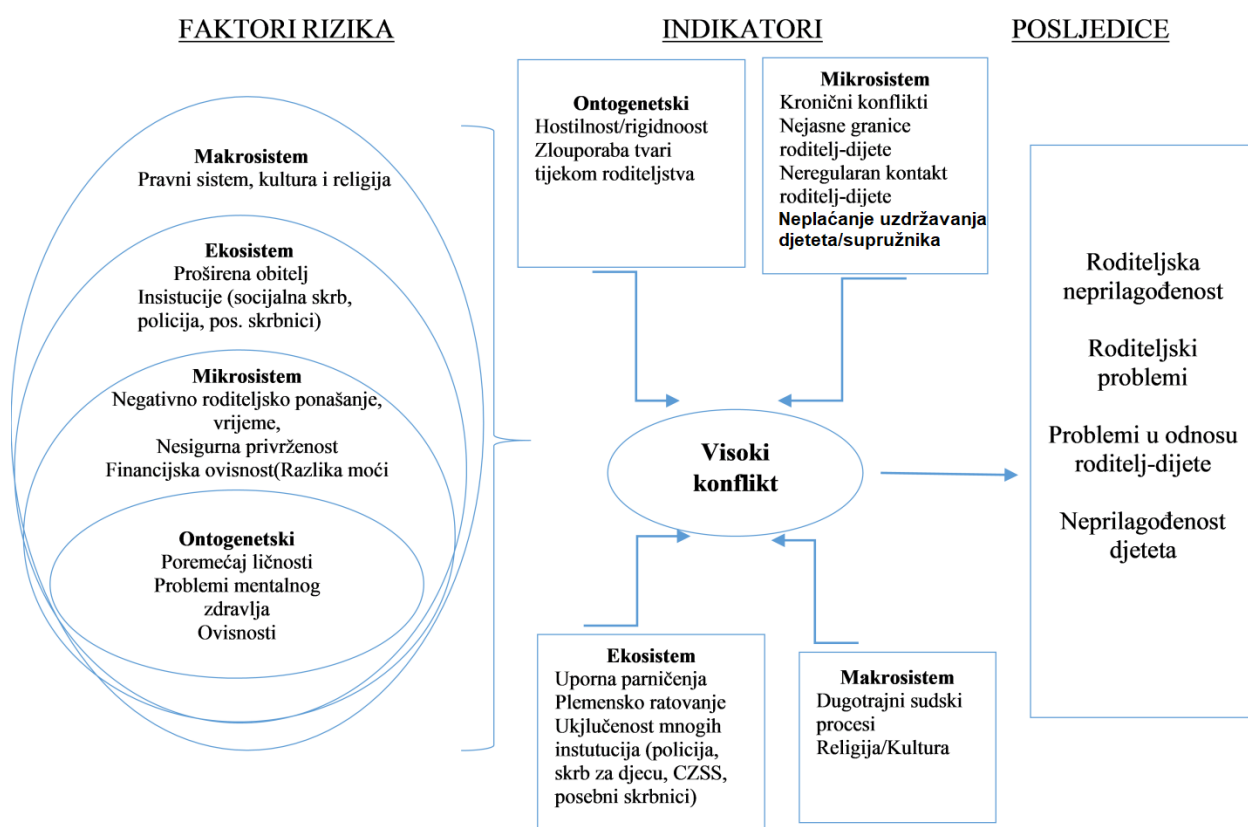 FAKTORI RIZIKA
INDIKATORI
POSLJEDICE
Makrosistem
Pravni sistem, kultura i religija
Ekosistem
Proširena obitelj
Insistucije (socijalna skrb,
policija, pos. skrbnici)
Mikrosistem
Negativno roditeljsko ponašanje,
vrijeme,
Nesigurna privrženost
Financijska ovisnost(Razlika moći
Ontogenetski
Poremećaj ličnosti
Problemi mentalnog
zdravlja
Ovisnosti
Ontogenetski
Hostilnost/rigidnoost
Zlouporaba tvari
tijekom roditeljstva
Mikrosistem
Kronični konflikti
Nejasne granice
roditelj-dijete
Neregularan kontakt
roditelj-dijete
Neplaćanje uzdržavanja
djeteta/supružnika
Visoki
konflikt
Ekosistem
Uporna parničenja
Plemensko ratovanje
Ukjlučenost mnogih
instutucija (policija,
skrb za djecu, CZSS,
posebni skrbnici)
Makrosistem
Dugotrajni sudski
procesi
Religija/Kultura
Roditeljska
neprilagođenost
Roditeljski
problemi
Problemi u odnosu
roditelj-dijete
Neprilagođenost
djeteta